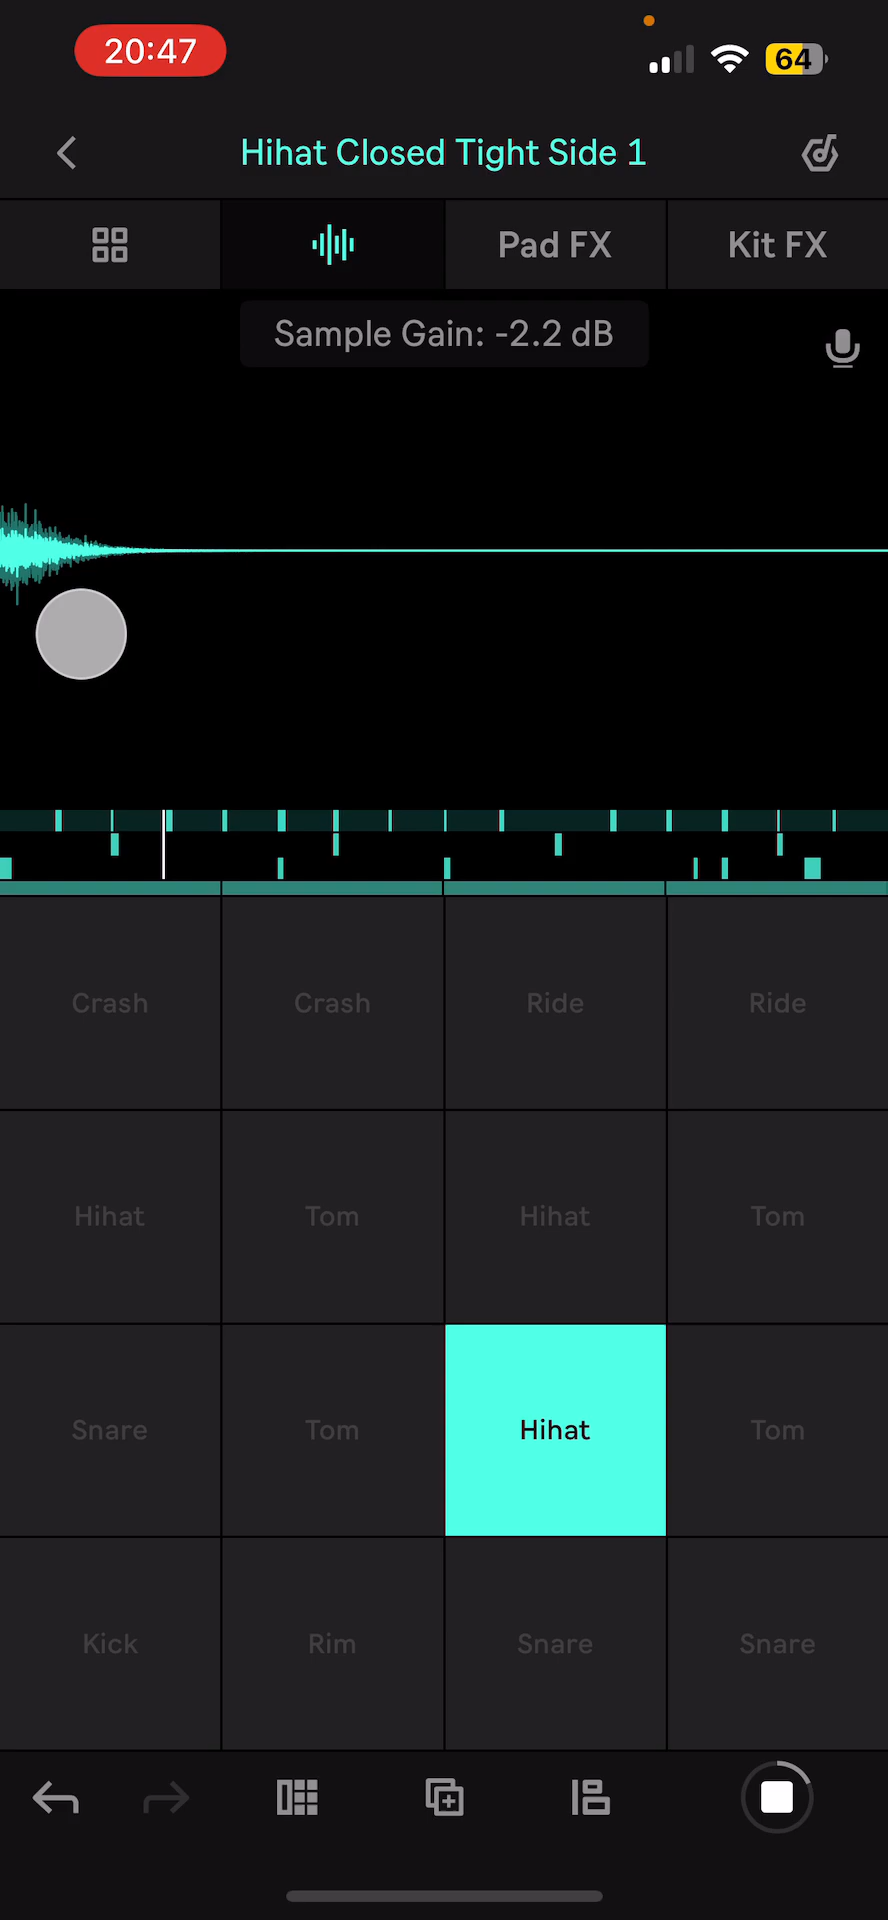 20:47
64
Hihat Closed Tight Side 1
Pad FX
Kit FX
Sample Gain: -2.2 dB
Crash
Crash
Ride
Ride
Hihat
Tom
Hihat
Tom
Snare
Tom
Hihat
Tom
Kick
Rim
Snare
Snare